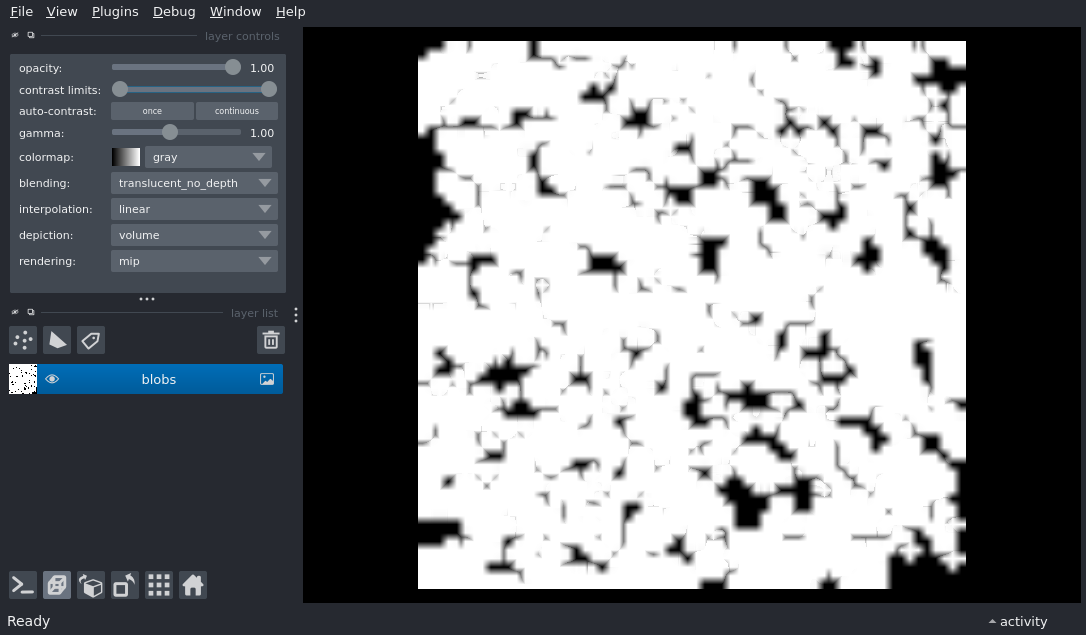 File View Plugins Debug Window Help
layer controls
opacity: 1.00
contrast limits:
auto-contrast: once continuous
gamma: 1.00
colormap: gray
blending: translucent_no_depth
interpolation: linear
depiction: volume
rendering: mip
layer list
blobs
Ready activity